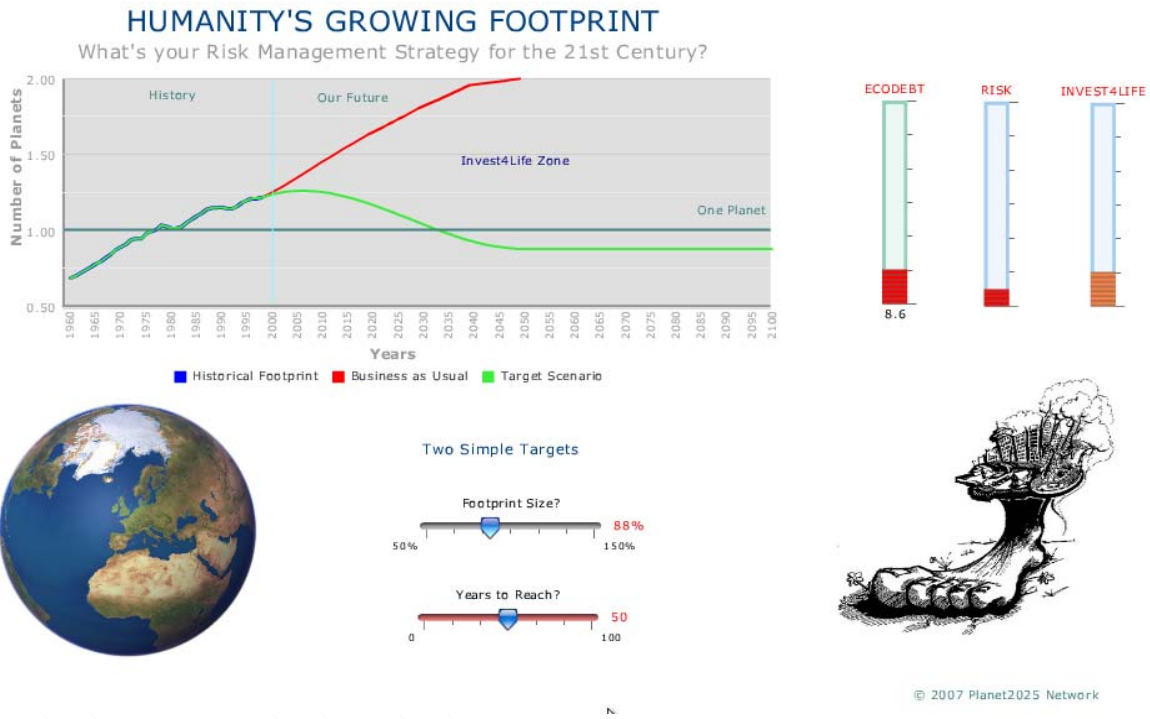 HUMANITY'S GROWING FOOTPRINT
What's your Risk Management Strategy for the 21st Century?
Number of Planets
2.00
1.50
1.00
0.50
History
Our Future
Invest4Life Zone
One Planet
1960 1965 1970 1975 1980 1985 1990 1995 2000 2005 2010 2015 2020 2025 2030 2035 2040 2045 2050 2055 2060 2065 2070 2075 2080 2085 2090 2095 2100
Years
Historical Footprint Business as Usual Target Scenario
ECODEBT RISK INVEST4LIFE
8.6
Two Simple Targets
Footprint Size?
88%
50% 150%
Years to Reach?
50
0 100
© 2007 Planet2025 Network